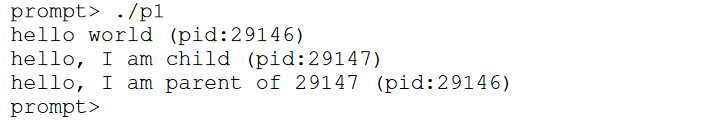 prompt> ./p1
hello world (pid:29146)
hello, I am child (pid:29147)
hello, I am parent of 29147 (pid:29146)
prompt>